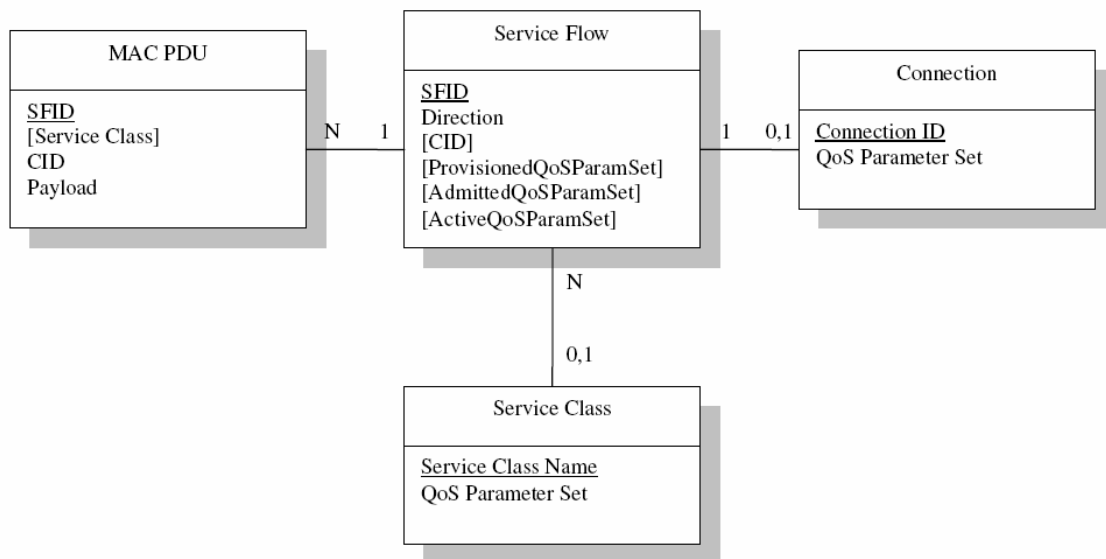 MAC PDU
SFID
[Service Class]
CID
Payload
N
1
Service Flow
SFID
Direction
[CID]
[ProvisionedQoSParamSet]
[AdmittedQoSParamSet]
[ActiveQoSParamSet]
1
0,1
Connection
Connection ID
QoS Parameter Set
N
0,1
Service Class
Service Class Name
QoS Parameter Set